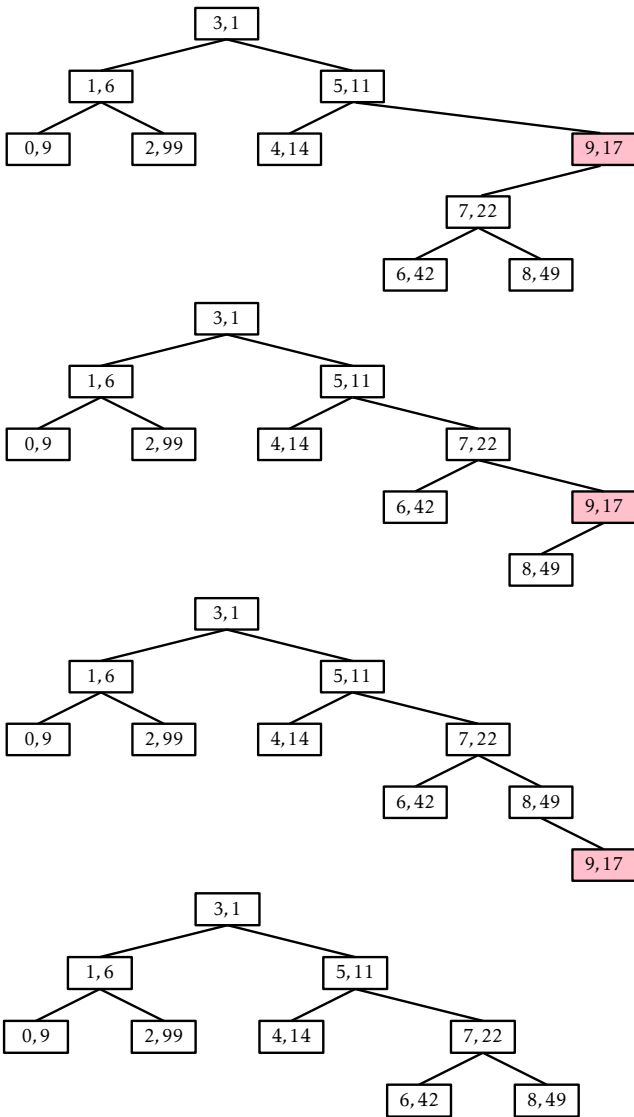 3, 1
1, 6 5, 11
0, 9 2, 99 4, 14 9, 17
7, 22
6, 42 8, 49
3, 1
1, 6 5, 11
0, 9 2, 99 4, 14 7, 22
6, 42 9, 17
8, 49
3, 1
1, 6 5, 11
0, 9 2, 99 4, 14 7, 22
6, 42 8, 49
9, 17
3, 1
1, 6 5, 11
0, 9 2, 99 4, 14 7, 22
6, 42 8, 49